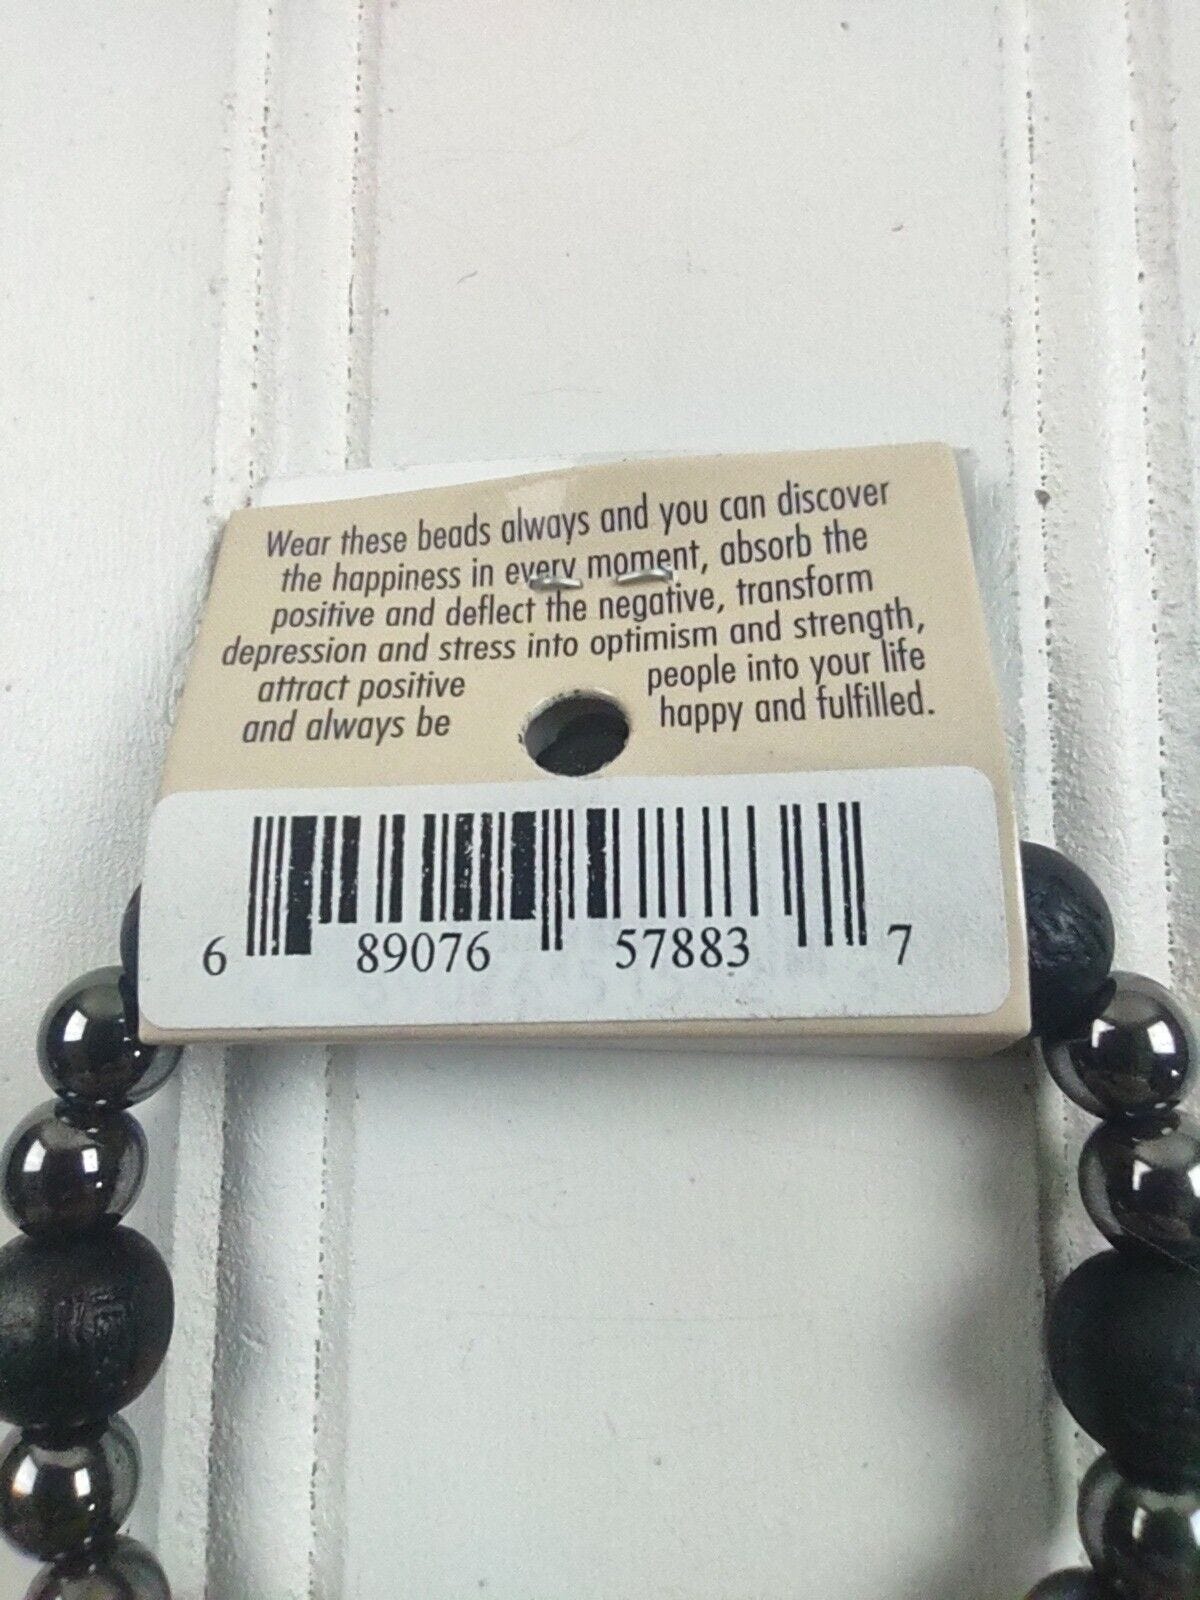 Wear these beads always and you can discover
the happiness in every moment, absorb the
positive and deflect the negative, transform
depression and stress into optimism and strength,
attract positive people into your life
and always be happy and fulfilled.
6 89076 57883 7